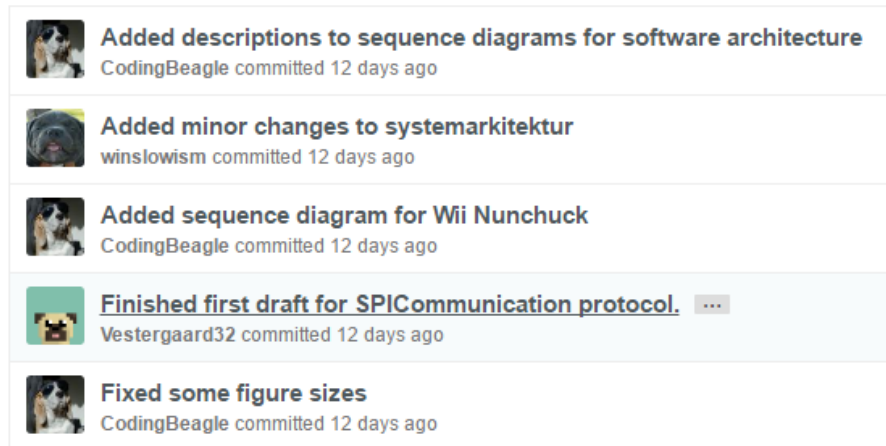 Added descriptions to sequence diagrams for software architecture
CodingBeagle committed 12 days ago
Added minor changes to systemarkitektur
winslowism committed 12 days ago
Added sequence diagram for Wii Nunchuck
CodingBeagle committed 12 days ago
Finished first draft for SPICommunication protocol. ...
Vestergaard32 committed 12 days ago
Fixed some figure sizes
CodingBeagle committed 12 days ago